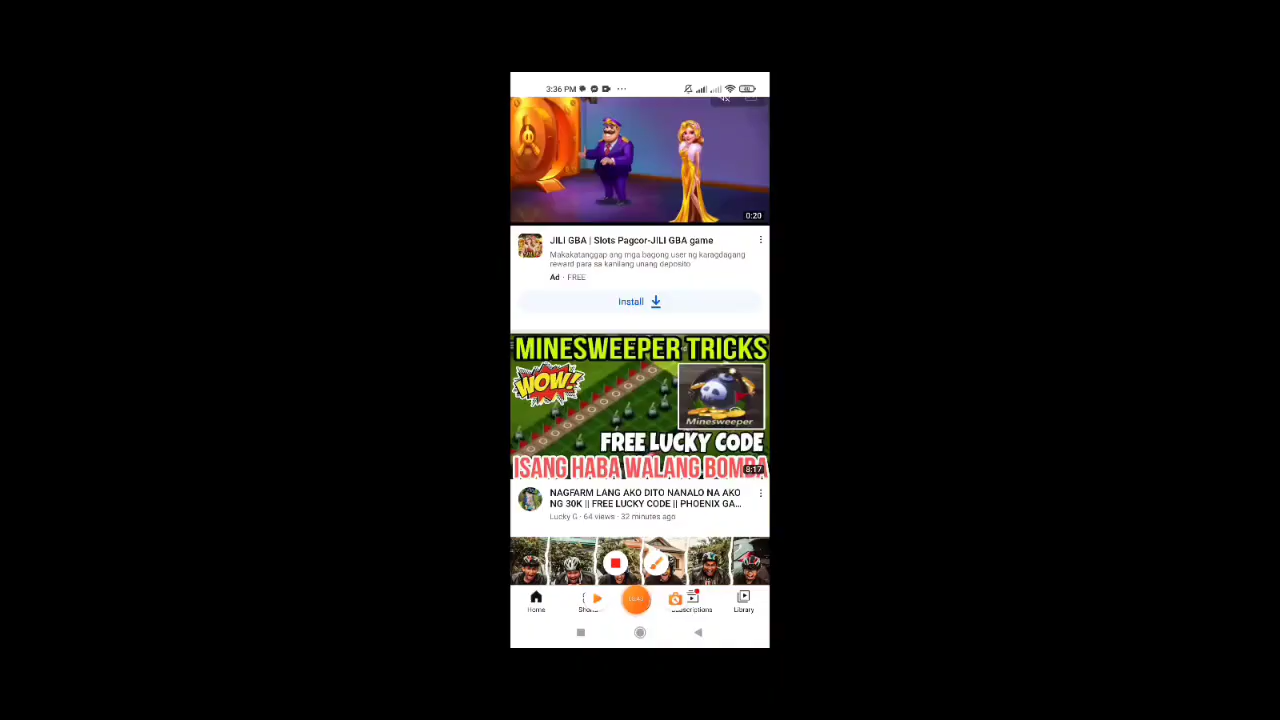 3:36 PM
0:20
JILI GBA | Slots Pagcor-JILI GBA game
Makakatanggap ang mga bagong user ng karagdagang
reward para sa kanilang unang deposito
Ad · FREE
Install
MINESWEEPER TRICKS
WOW!
Minesweeper
FREE LUCKY CODE
ISANG HABA WALANG BOMBA
8:17
NAGFARM LANG AKO DITO NANALO NA AKO
NG 30K || FREE LUCKY CODE || PHOENIX GA...
Lucky G · 64 views · 32 minutes ago
Home
Library